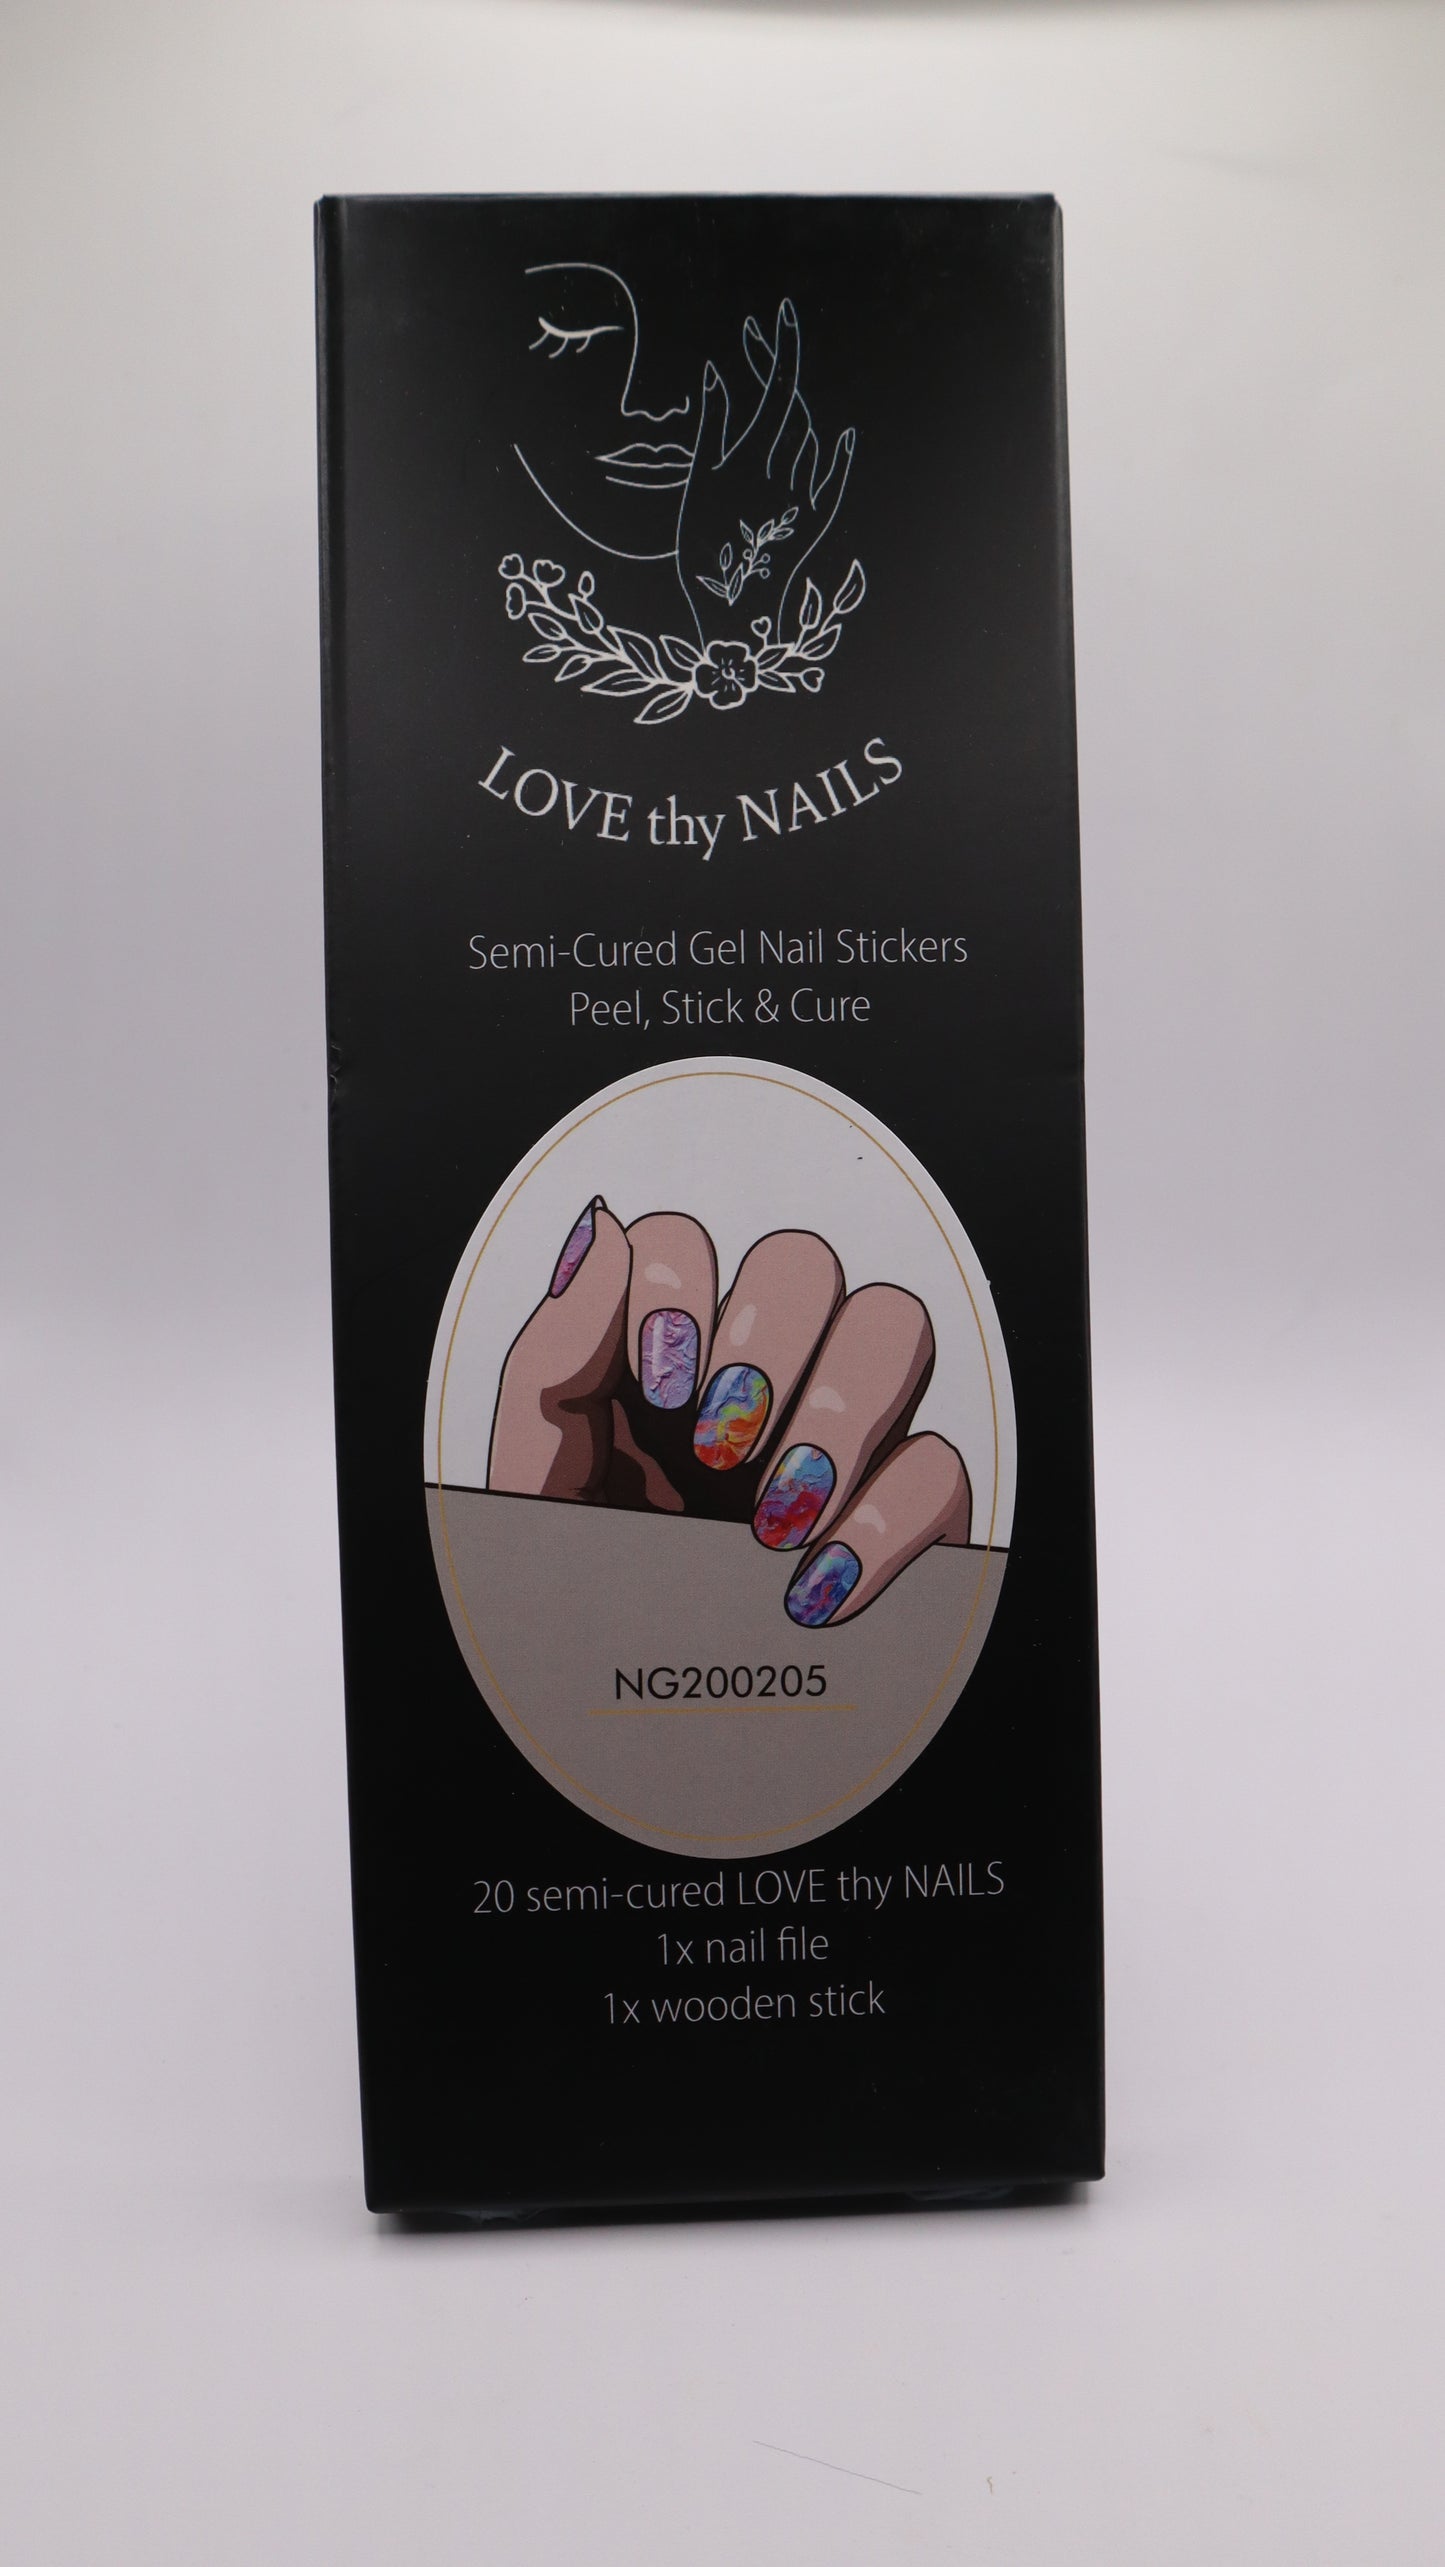 LOVE thy NAILS
Semi-Cured Gel Nail Stickers
Peel, Stick & Cure
NG200205
20 semi-cured LOVE thy NAILS
1x nail file
1x wooden stick